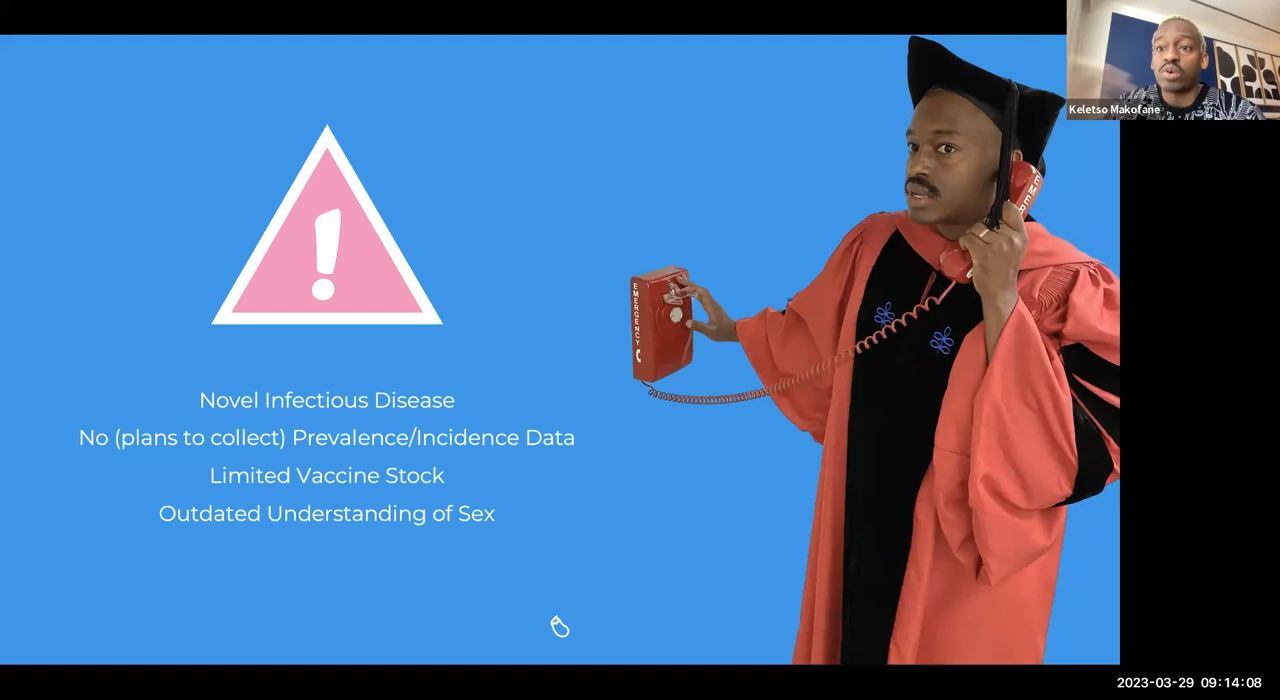 Keletso Makofane
EMERGENCY
Novel Infectious Disease
No (plans to collect) Prevalence/Incidence Data
Limited Vaccine Stock
Outdated Understanding of Sex
2023-03-29 09:14:08